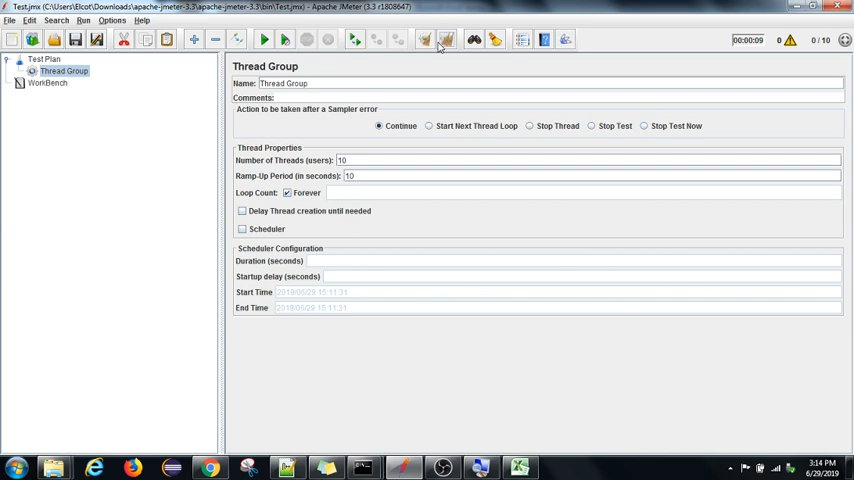 Test.jmx (C:\Users\Elcot\Downloads\apache-jmeter-3.3\apache-jmeter-3.3\bin\Test.jmx) - Apache JMeter (3.3 r1808647)
File Edit Search Run Options Help
00:00:09 0 0 / 10
Test Plan
Thread Group
WorkBench
Thread Group
Name: Thread Group
Comments:
Action to be taken after a Sampler error
Continue Start Next Thread Loop Stop Thread Stop Test Stop Test Now
Thread Properties
Number of Threads (users): 10
Ramp-Up Period (in seconds): 10
Loop Count: Forever
Delay Thread creation until needed
Scheduler
Scheduler Configuration
Duration (seconds)
Startup delay (seconds)
Start Time 2019/06/29 15:11:31
End Time 2019/06/29 15:11:31
3:14 PM
6/29/2019